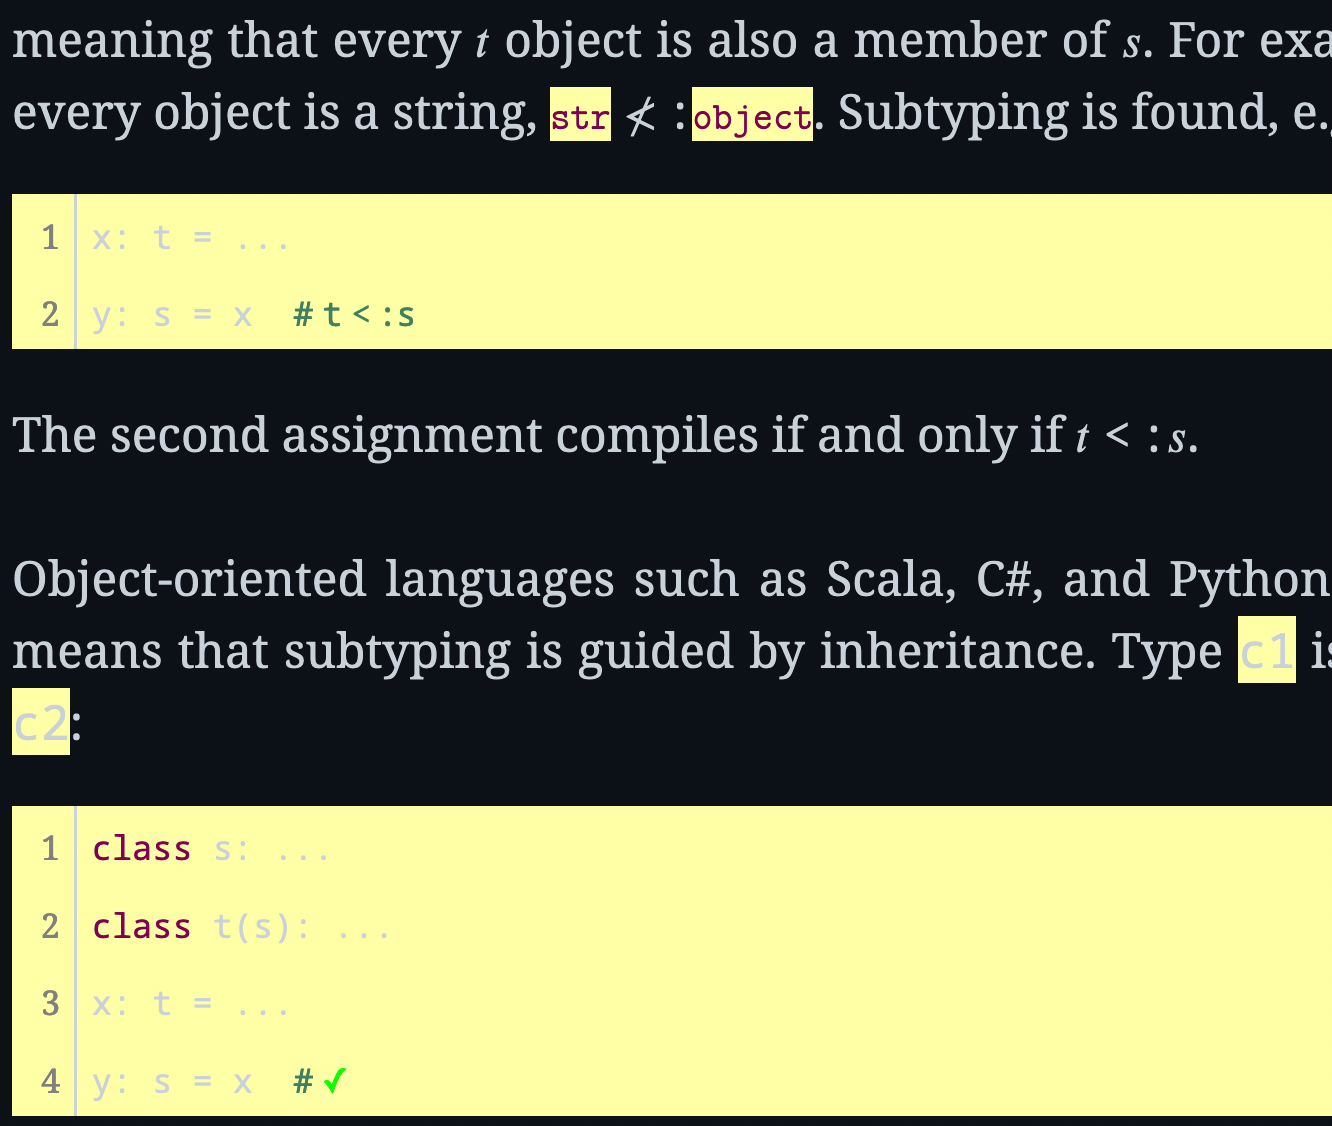 meaning that every t object is also a member of s. For exa
every object is a string, str ≮ :object. Subtyping is found, e.g
1 x: t = ...
2 y: s = x  # t < :s
The second assignment compiles if and only if t < : s.
Object-oriented languages such as Scala, C#, and Python
means that subtyping is guided by inheritance. Type c1 is
c2:
1 class s: ...
2 class t(s): ...
3 x: t = ...
4 y: s = x  # ✓